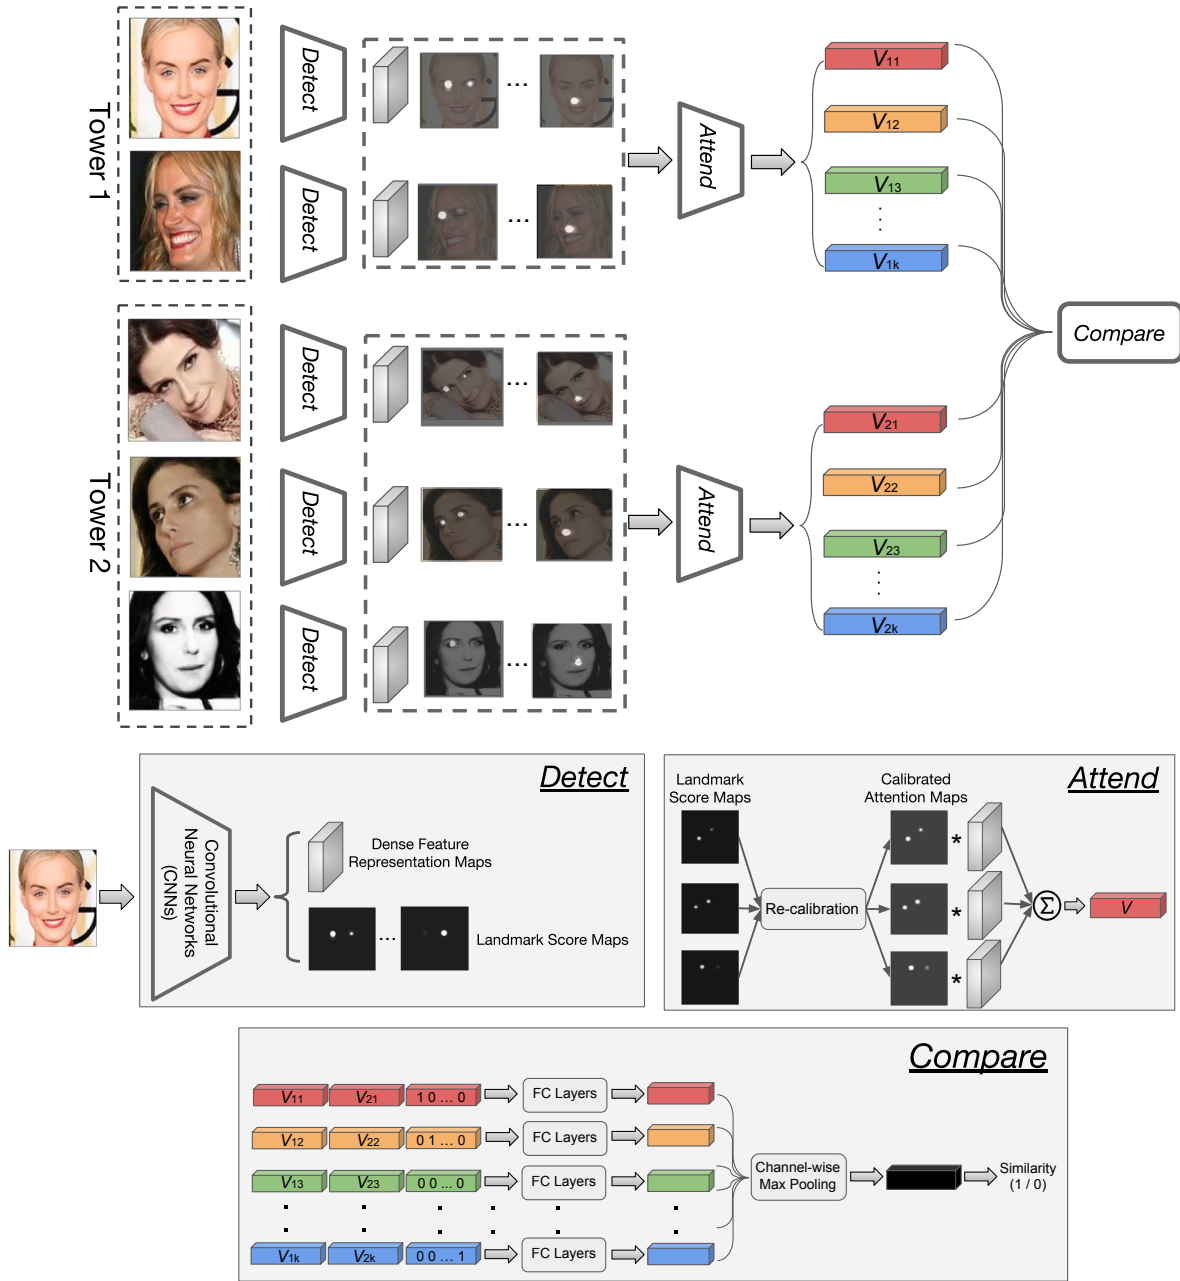 Tower 1
Detect
Detect
...
...
Attend
V11
V12
V13
V1k
Compare
Tower 2
Detect
Detect
Detect
...
...
...
Attend
V21
V22
V23
V2k
Detect
Convolutional
Neural Networks
(CNNs)
Dense Feature
Representation Maps
...
Landmark Score Maps
Attend
Landmark
Score Maps
Calibrated
Attention Maps
Re-calibration
*
*
*
Σ
V
Compare
V11 V21 1 0 ... 0 FC Layers
V12 V22 0 1 ... 0 FC Layers
V13 V23 0 0 ... 0 FC Layers
V1k V2k 0 0 ... 1 FC Layers
Channel-wise
Max Pooling
Similarity
(1 / 0)